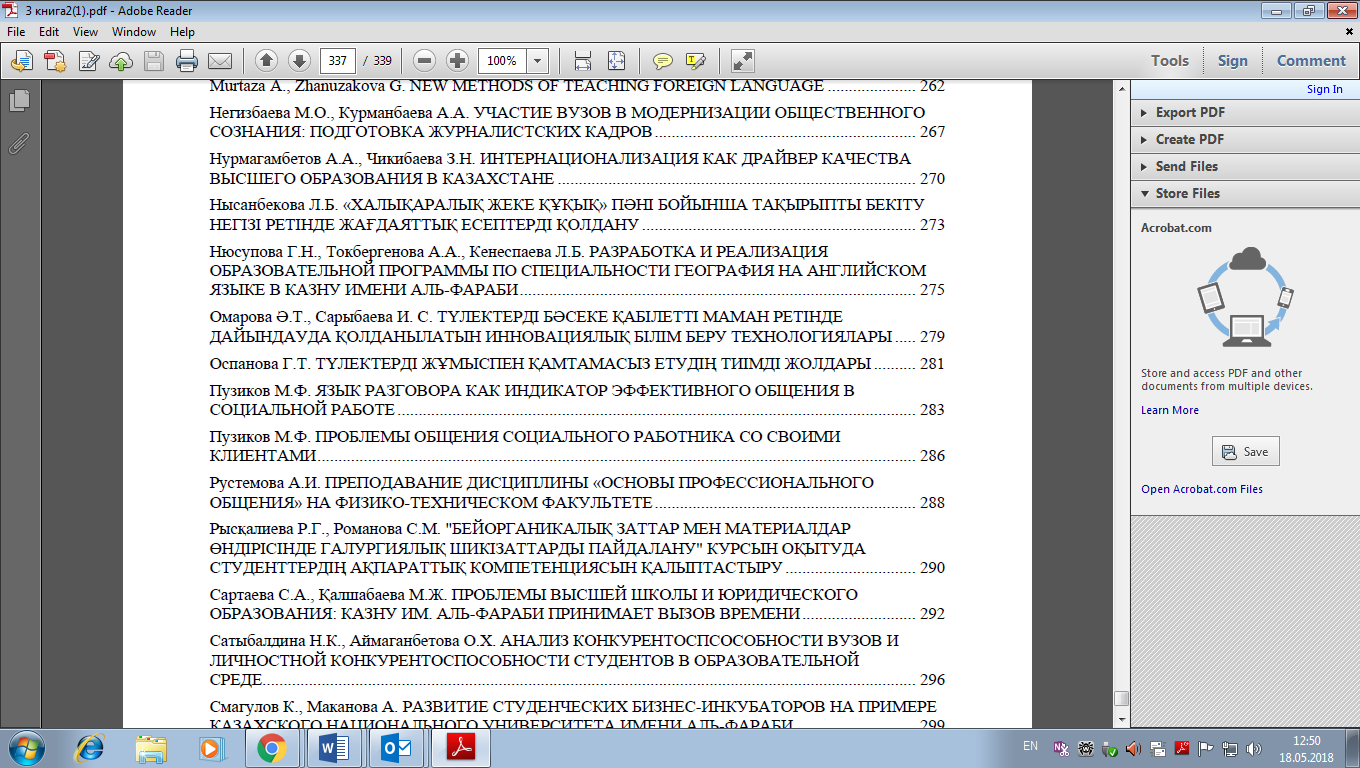 3 книга2(1).pdf - Adobe Reader
File Edit View Window Help
337 / 339 100% Tools Sign Comment
Murtaza A., Zhanuzakova G. NEW METHODS OF TEACHING FOREIGN LANGUAGE ..................... 262
Негизбаева М.О., Курманбаева А.А. УЧАСТИЕ ВУЗОВ В МОДЕРНИЗАЦИИ ОБЩЕСТВЕННОГО
СОЗНАНИЯ: ПОДГОТОВКА ЖУРНАЛИСТСКИХ КАДРОВ ............................................................... 267
Нурмагамбетов А.А., Чикибаева З.Н. ИНТЕРНАЦИОНАЛИЗАЦИЯ КАК ДРАЙВЕР КАЧЕСТВА
ВЫСШЕГО ОБРАЗОВАНИЯ В КАЗАХСТАНЕ ...................................................................................... 270
Нысанбекова Л.Б. «ХАЛЫҚАРАЛЫҚ ЖЕКЕ ҚҰҚЫҚ» ПӘНІ БОЙЫНША ТАҚЫРЫПТЫ БЕКІТУ
НЕГІЗІ РЕТІНДЕ ЖАҒДАЯТТЫҚ ЕСЕПТЕРДІ ҚОЛДАНУ .................................................................. 273
Нюсупова Г.Н., Токбергенова А.А., Кенеспаева Л.Б. РАЗРАБОТКА И РЕАЛИЗАЦИЯ
ОБРАЗОВАТЕЛЬНОЙ ПРОГРАММЫ ПО СПЕЦИАЛЬНОСТИ ГЕОГРАФИЯ НА АНГЛИЙСКОМ
ЯЗЫКЕ В КАЗНУ ИМЕНИ АЛЬ-ФАРАБИ ............................................................................................... 275
Омарова Ә.Т., Сарыбаева И. С. ТҮЛЕКТЕРДІ БӘСЕКЕ ҚАБІЛЕТТІ МАМАН РЕТІНДЕ
ДАЙЫНДАУДА ҚОЛДАНЫЛАТЫН ИННОВАЦИЯЛЫҚ БІЛІМ БЕРУ ТЕХНОЛОГИЯЛАРЫ ..... 279
Оспанова Г.Т. ТҮЛЕКТЕРДІ ЖҰМЫСПЕН ҚАМТАМАСЫЗ ЕТУДІҢ ТИІМДІ ЖОЛДАРЫ .......... 281
Пузиков М.Ф. ЯЗЫК РАЗГОВОРА КАК ИНДИКАТОР ЭФФЕКТИВНОГО ОБЩЕНИЯ В
СОЦИАЛЬНОЙ РАБОТЕ ............................................................................................................................ 283
Пузиков М.Ф. ПРОБЛЕМЫ ОБЩЕНИЯ СОЦИАЛЬНОГО РАБОТНИКА СО СВОИМИ
КЛИЕНТАМИ ............................................................................................................................................... 286
Рустемова А.И. ПРЕПОДАВАНИЕ ДИСЦИПЛИНЫ «ОСНОВЫ ПРОФЕССИОНАЛЬНОГО
ОБЩЕНИЯ» НА ФИЗИКО-ТЕХНИЧЕСКОМ ФАКУЛЬТЕТЕ ............................................................... 288
Рысқалиева Р.Г., Романова С.М. "БЕЙОРГАНИКАЛЫҚ ЗАТТАР МЕН МАТЕРИАЛДАР
ӨНДІРІСІНДЕ ГАЛУРГИЯЛЫҚ ШИКІЗАТТАРДЫ ПАЙДАЛАНУ" КУРСЫН ОҚЫТУДА
СТУДЕНТТЕРДІҢ АҚПАРАТТЫҚ КОМПЕТЕНЦИЯСЫН ҚАЛЫПТАСТЫРУ ............................... 290
Сартаева С.А., Қалшабаева М.Ж. ПРОБЛЕМЫ ВЫСШЕЙ ШКОЛЫ И ЮРИДИЧЕСКОГО
ОБРАЗОВАНИЯ: КАЗНУ ИМ. АЛЬ-ФАРАБИ ПРИНИМАЕТ ВЫЗОВ ВРЕМЕНИ ........................... 292
Сатыбалдина Н.К., Аймаганбетова О.Х. АНАЛИЗ КОНКУРЕНТОСПСОСОБНОСТИ ВУЗОВ И
ЛИЧНОСТНОЙ КОНКУРЕНТОСПОСОБНОСТИ СТУДЕНТОВ В ОБРАЗОВАТЕЛЬНОЙ
СРЕДЕ............................................................................................................................................................ 296
Смагулов К., Маканова А. РАЗВИТИЕ СТУДЕНЧЕСКИХ БИЗНЕС-ИНКУБАТОРОВ НА ПРИМЕРЕ
КАЗАХСКОГО НАЦИОНАЛЬНОГО УНИВЕРСИТЕТА ИМЕНИ АЛЬ-ФАРАБИ ............................. 299
Sign In
Export PDF
Create PDF
Send Files
Store Files
Acrobat.com
Store and access PDF and other
documents from multiple devices.
Learn More
Save
Open Acrobat.com Files
EN 12:50
18.05.2018